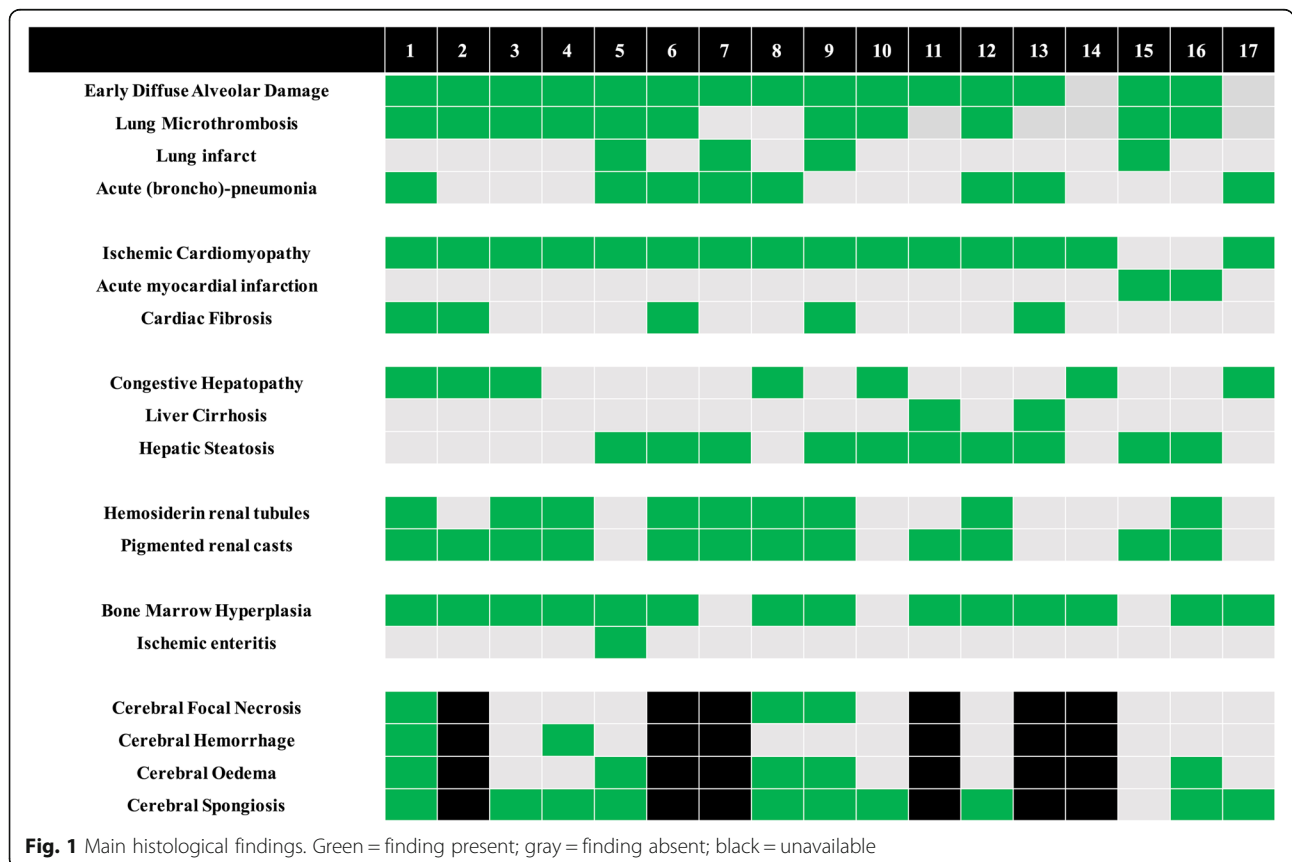 1 2 3 4 5 6 7 8 9 10 11 12 13 14 15 16 17
Early Diffuse Alveolar Damage
Lung Microthrombosis
Lung infarct
Acute (broncho)-pneumonia
Ischemic Cardiomyopathy
Acute myocardial infarction
Cardiac Fibrosis
Congestive Hepatopathy
Liver Cirrhosis
Hepatic Steatosis
Hemosiderin renal tubules
Pigmented renal casts
Bone Marrow Hyperplasia
Ischemic enteritis
Cerebral Focal Necrosis
Cerebral Hemorrhage
Cerebral Oedema
Cerebral Spongiosis
Fig. 1 Main histological findings. Green = finding present; gray = finding absent; black = unavailable